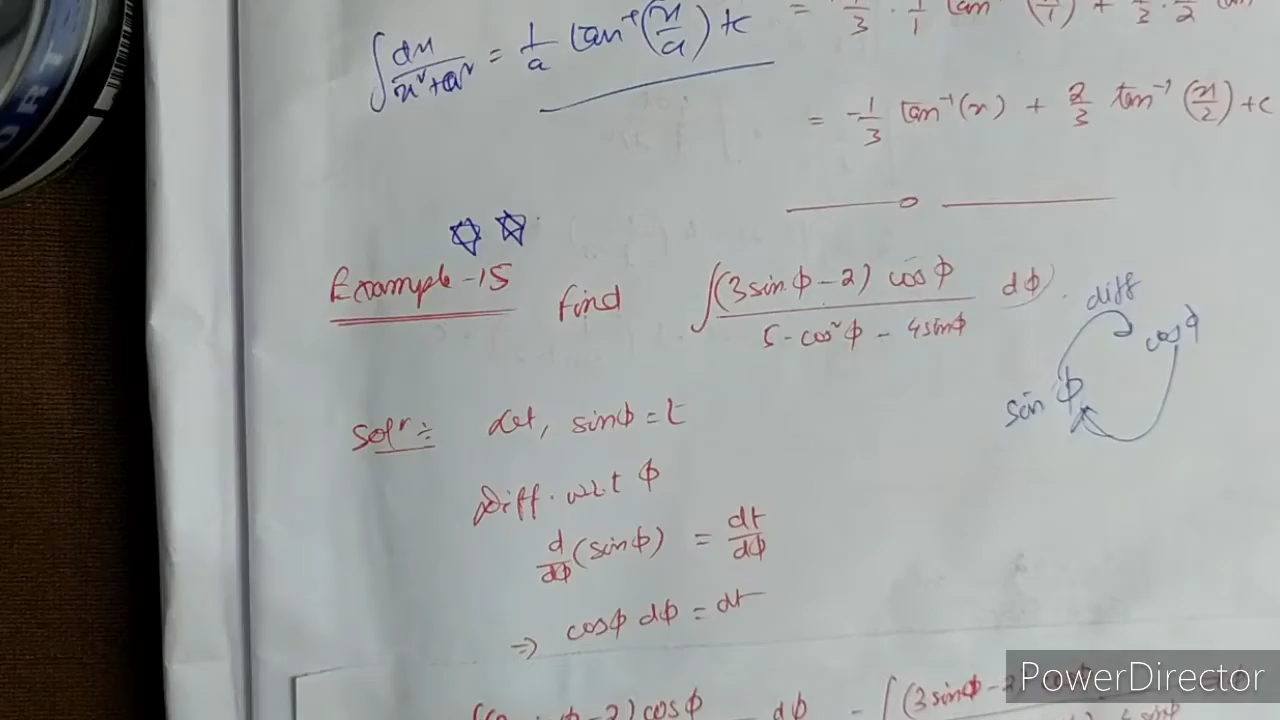 ∫ dx/(x²+a²) = 1/a tan⁻¹(x/a) + c
= -1/3 tan⁻¹(x) + 2/3 tan⁻¹(x/2) + c
Example-15 Find ∫ (3sinφ-2) cosφ / (5-cos²φ - 4sinφ) dφ.
diff
cosφ
sin φ
Solⁿ:- Let, sinφ = t
Diff. w.r.t φ
d/dφ (sinφ) = dt/dφ
⇒ cosφ dφ = dt
PowerDirector